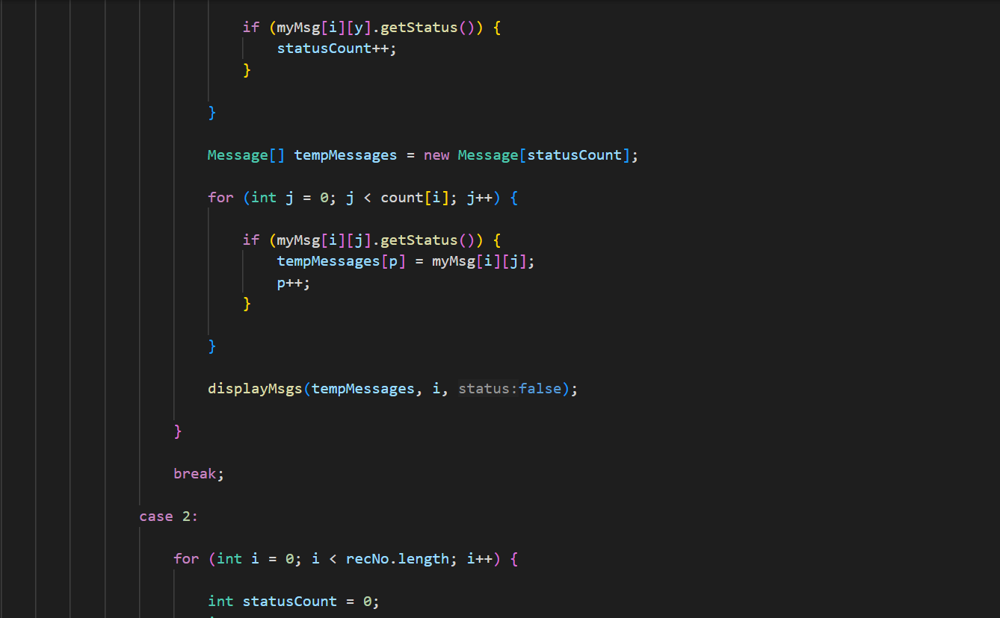 if (myMsg[i][y].getStatus()) {
statusCount++;
}
}
Message[] tempMessages = new Message[statusCount];
for (int j = 0; j < count[i]; j++) {
if (myMsg[i][j].getStatus()) {
tempMessages[p] = myMsg[i][j];
p++;
}
}
displayMsgs(tempMessages, i, status:false);
}
break;
case 2:
for (int i = 0; i < recNo.length; i++) {
int statusCount = 0;